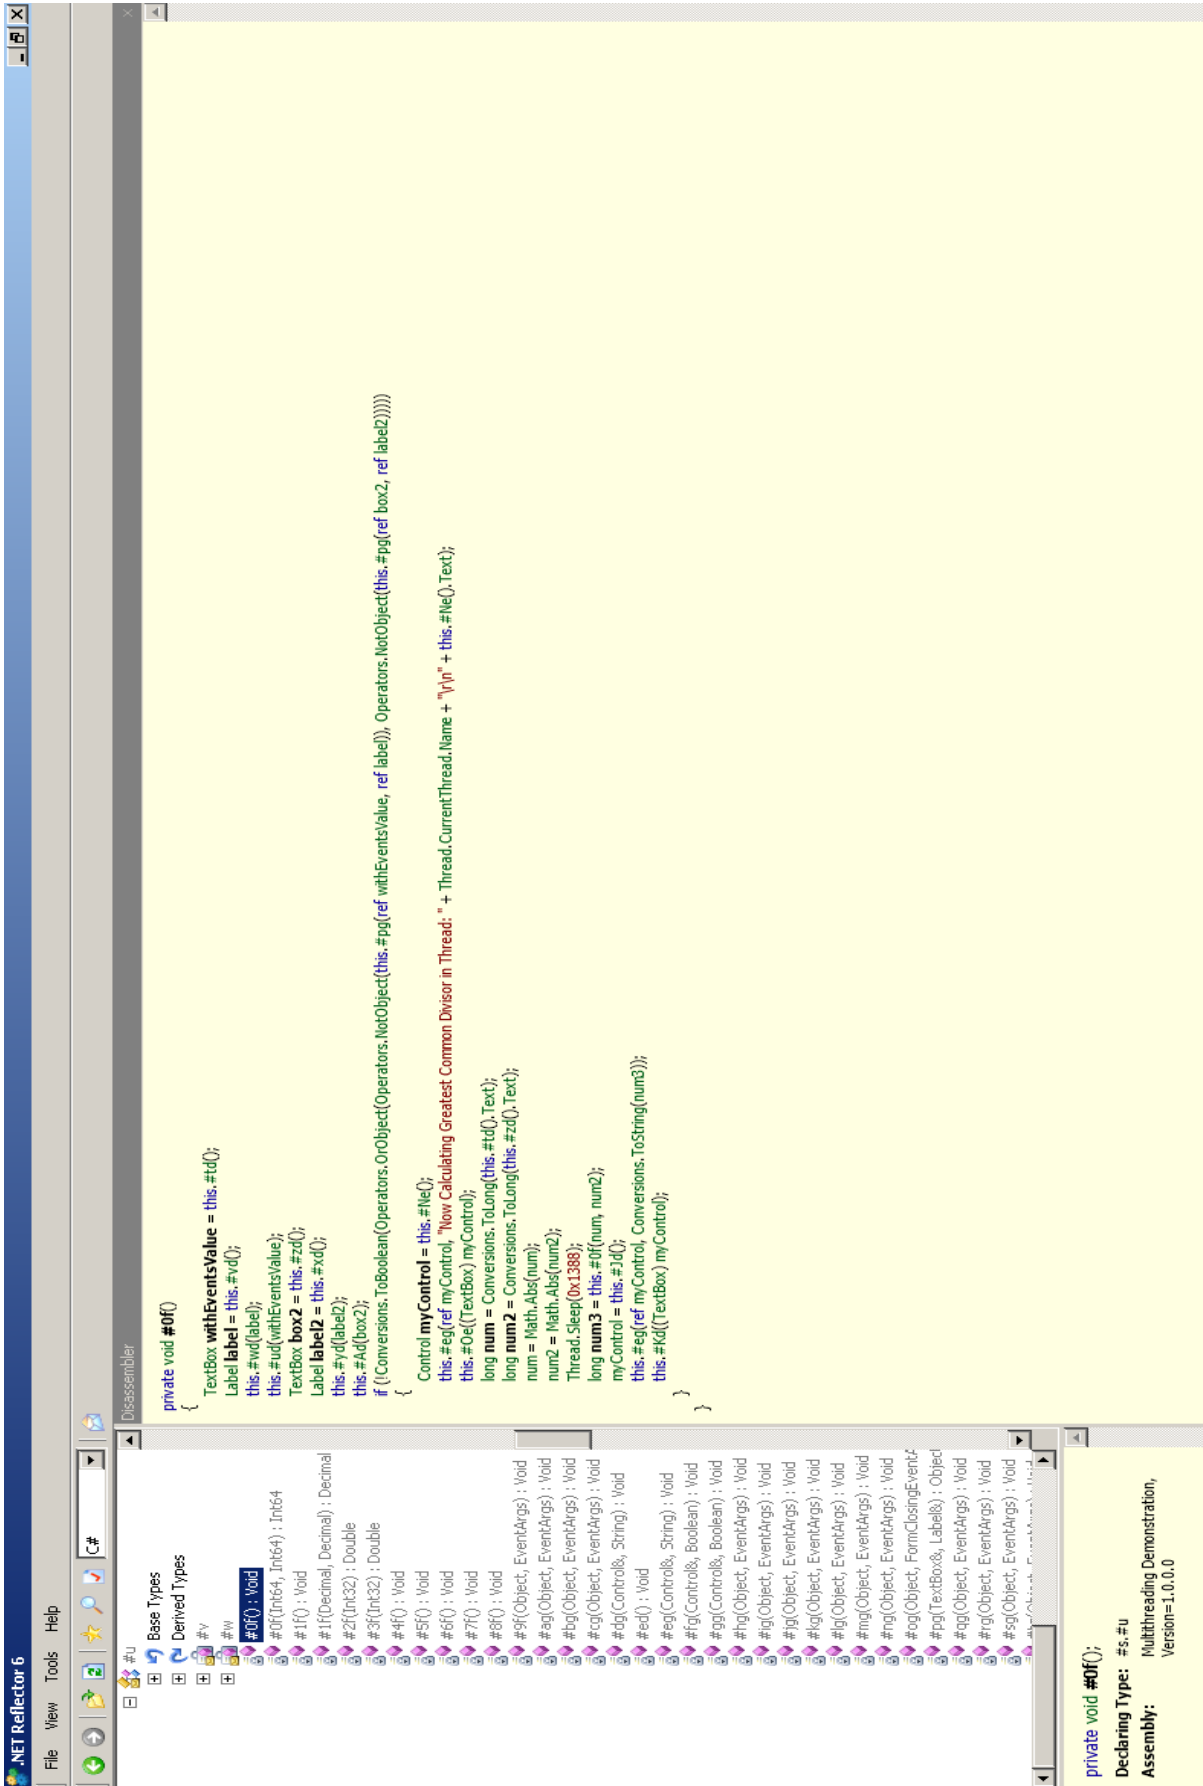 .NET Reflector 6
File View Tools Help
C#
#u
Base Types
Derived Types
#v
#w
#0f() : Void
#0f(Int64, Int64) : Int64
#1f() : Void
#1f(Decimal, Decimal) : Decimal
#2f(Int32) : Double
#3f(Int32) : Double
#4f() : Void
#5f() : Void
#6f() : Void
#7f() : Void
#8f() : Void
#9f(Object, EventArgs) : Void
#ag(Object, EventArgs) : Void
#bg(Object, EventArgs) : Void
#cg(Object, EventArgs) : Void
#dg(Control&, String) : Void
#ed() : Void
#eg(Control&, String) : Void
#fg(Control&, Boolean) : Void
#gg(Control&, Boolean) : Void
#hg(Object, EventArgs) : Void
#ig(Object, EventArgs) : Void
#jg(Object, EventArgs) : Void
#kg(Object, EventArgs) : Void
#lg(Object, EventArgs) : Void
#mg(Object, EventArgs) : Void
#ng(Object, EventArgs) : Void
#og(Object, FormClosingEventA
#pg(TextBox&, Label&) : Object
#qg(Object, EventArgs) : Void
#rg(Object, EventArgs) : Void
#sg(Object, EventArgs) : Void
Disassembler
private void #0f()
{
TextBox withEventsValue = this.#td();
Label label = this.#vd();
this.#wd(label);
this.#ud(withEventsValue);
TextBox box2 = this.#zd();
Label label2 = this.#xd();
this.#yd(label2);
this.#Ad(box2);
if (!Conversions.ToBoolean(Operators.OrObject(Operators.NotObject(this.#pg(ref withEventsValue, ref label)), Operators.NotObject(this.#pg(ref box2, ref label2)))))
{
Control myControl = this.#Ne();
this.#eg(ref myControl, "Now Calculating Greatest Common Divisor in Thread: " + Thread.CurrentThread.Name + "\r\n" + this.#Ne().Text);
this.#Oe((TextBox) myControl);
long num = Conversions.ToLong(this.#td().Text);
long num2 = Conversions.ToLong(this.#zd().Text);
num = Math.Abs(num);
num2 = Math.Abs(num2);
Thread.Sleep(0x1388);
long num3 = this.#0f(num, num2);
myControl = this.#Jd();
this.#eg(ref myControl, Conversions.ToString(num3));
this.#Kd((TextBox) myControl);
}
}
private void #0f();
Declaring Type: #s.#u
Assembly: Multithreading Demonstration,
Version=1.0.0.0